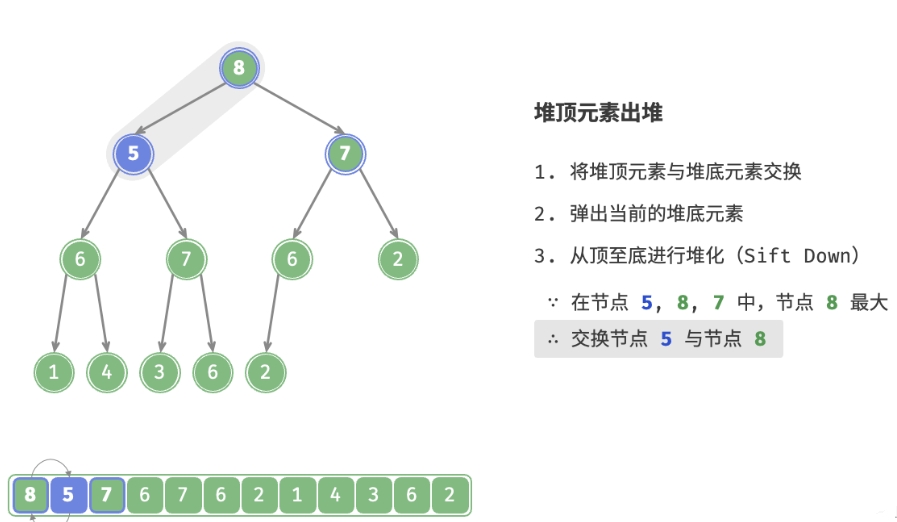 8
堆顶元素出堆
5
7
1. 将堆顶元素与堆底元素交换
2. 弹出当前的堆底元素
6
7
6
2
3. 从顶至底进行堆化（Sift Down）
∵ 在节点 5, 8, 7 中，节点 8 最大
∴ 交换节点 5 与节点 8
1 4 3 6 2
8 5 7 6 7 6 2 1 4 3 6 2